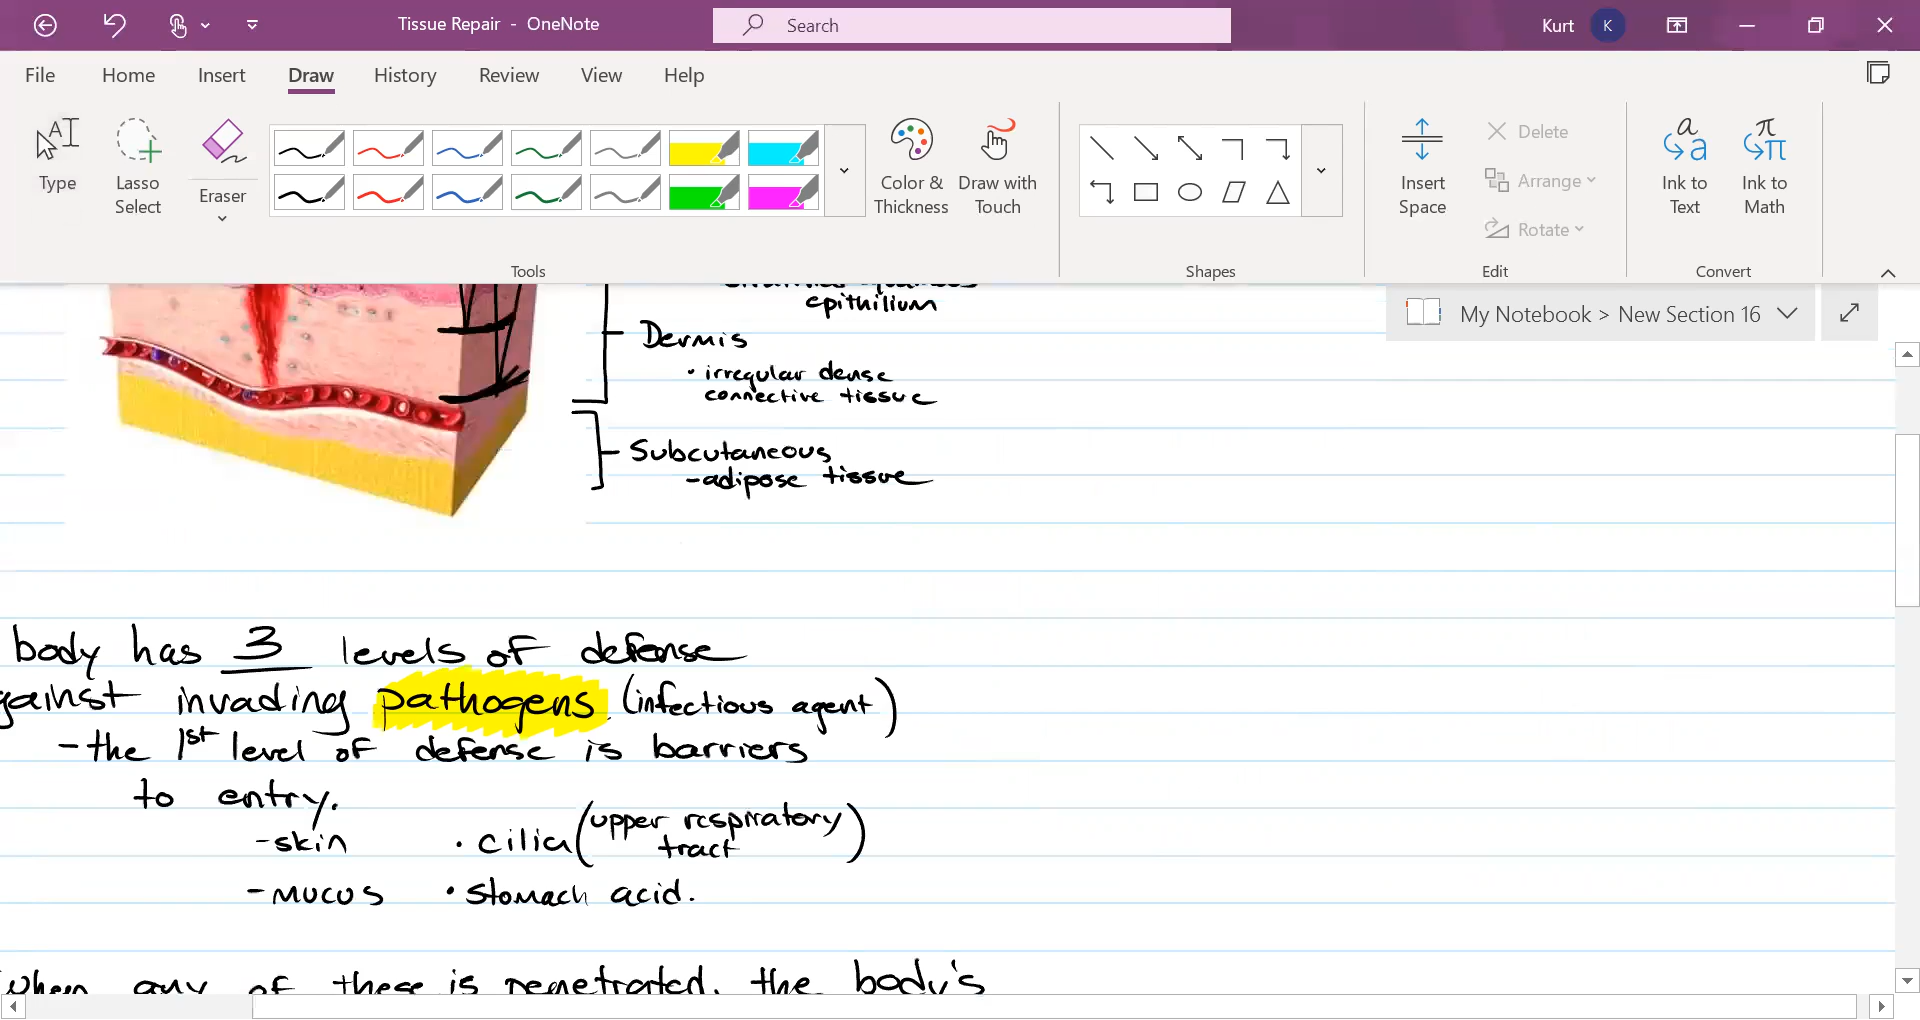 Tissue Repair - OneNote
Search
Kurt
K
File Home Insert Draw History Review View Help
Type
Lasso Select
Eraser
Color & Thickness
Draw with Touch
Insert Space
Delete
Arrange
Rotate
Ink to Text
Ink to Math
Tools
Shapes
Edit
Convert
My Notebook > New Section 16
epithilium
Dermis
• irregular dense
connective tissue
Subcutaneous
-adipose tissue
body has 3 levels of defense
gainst invading pathogens (infectious agent)
- the 1st level of defense is barriers
to entry.
-skin • cilia (upper respiratory tract)
-mucus • stomach acid.
when any of these is penetrated, the body's